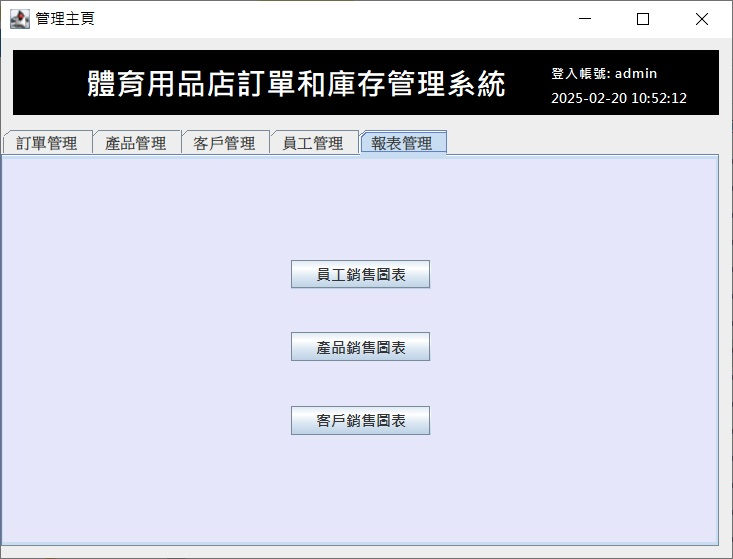 管理主頁
體育用品店訂單和庫存管理系統
登入帳號: admin
2025-02-20 10:52:12
訂單管理 產品管理 客戶管理 員工管理 報表管理
員工銷售圖表
產品銷售圖表
客戶銷售圖表